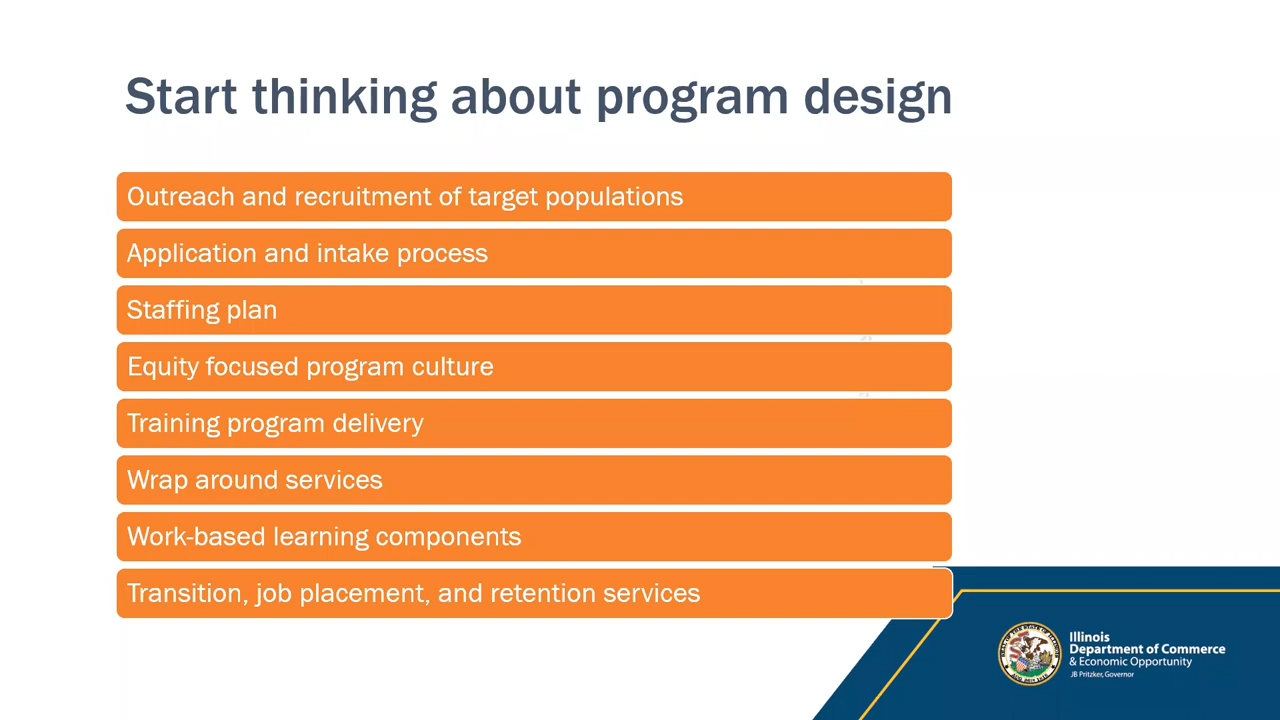 Start thinking about program design
Outreach and recruitment of target populations
Application and intake process
Staffing plan
Equity focused program culture
Training program delivery
Wrap around services
Work-based learning components
Transition, job placement, and retention services
Illinois
Department of Commerce
& Economic Opportunity
JB Pritzker, Governor